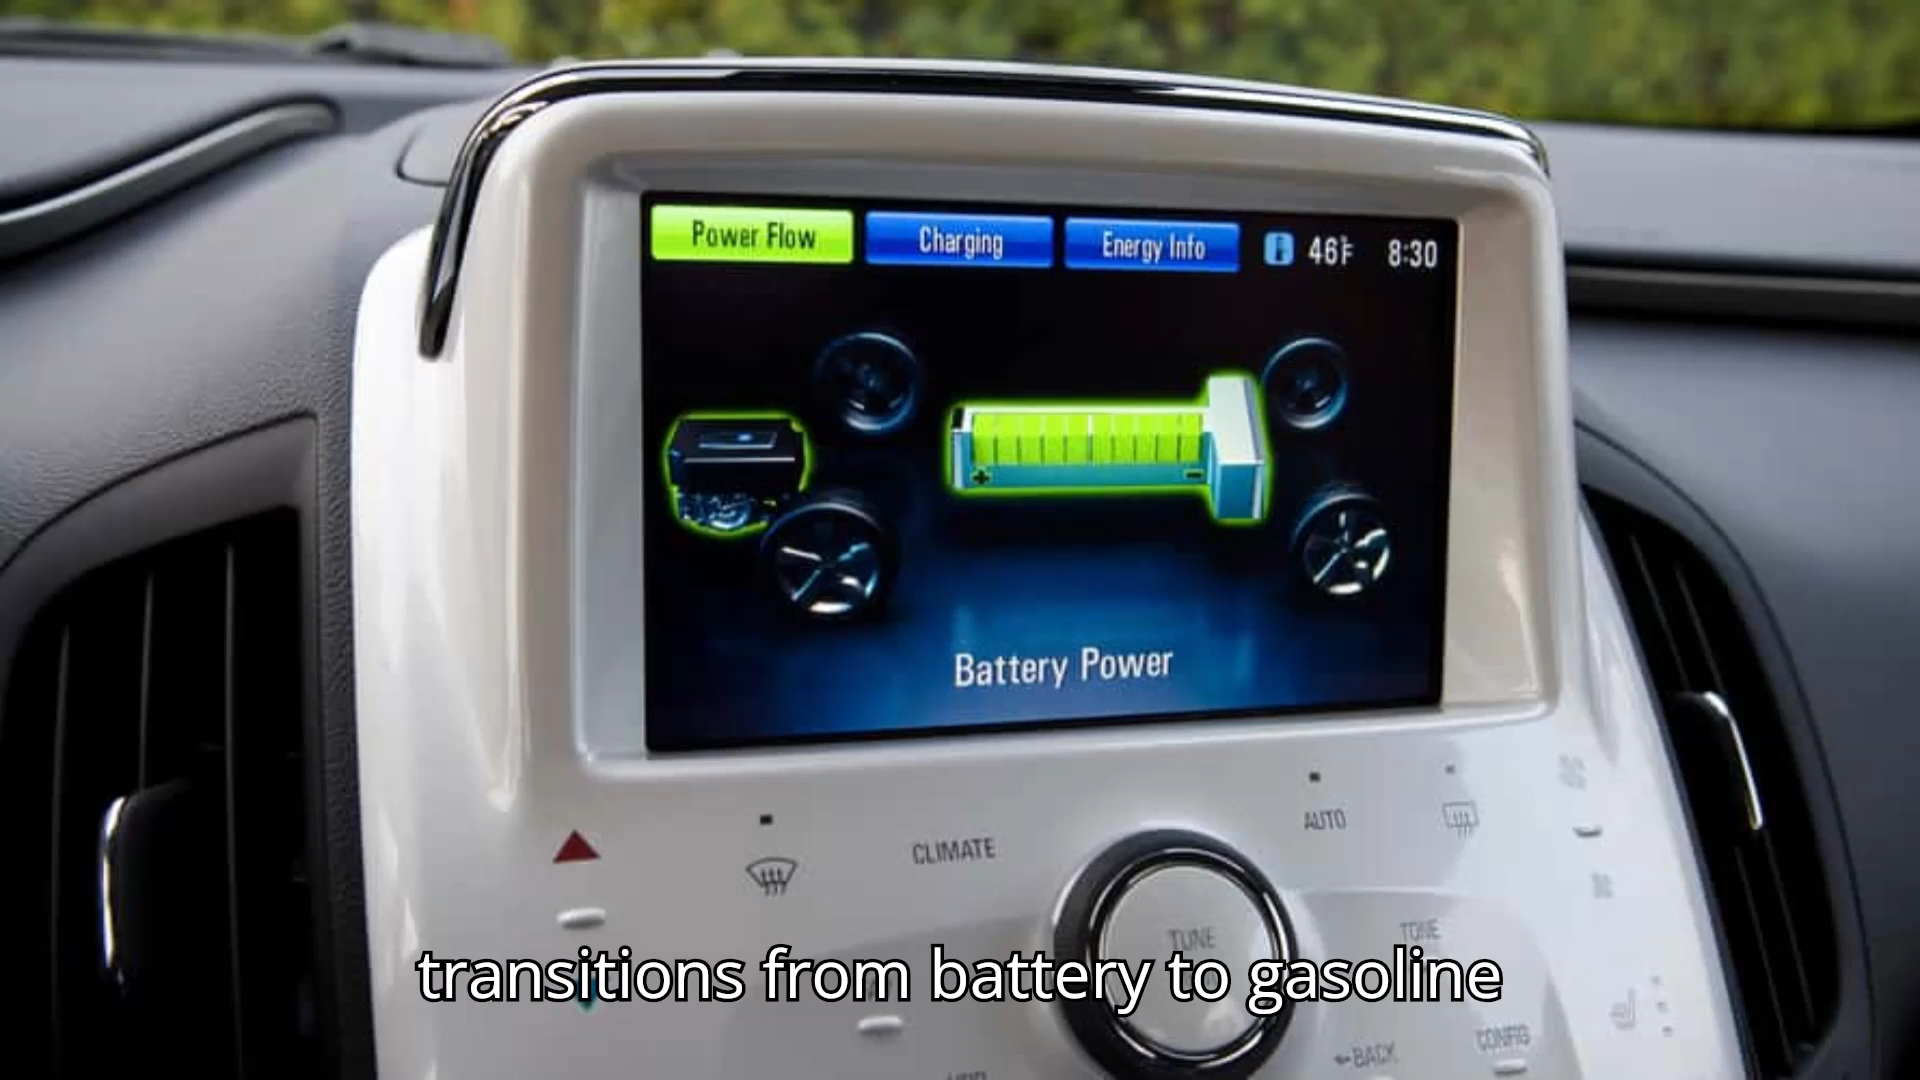 Power Flow
Charging
Energy Info
46°F
8:30
+
-
Battery Power
AUTO
CLIMATE
TUNE
TONE
transitions from battery to gasoline
CONFIG
BACK